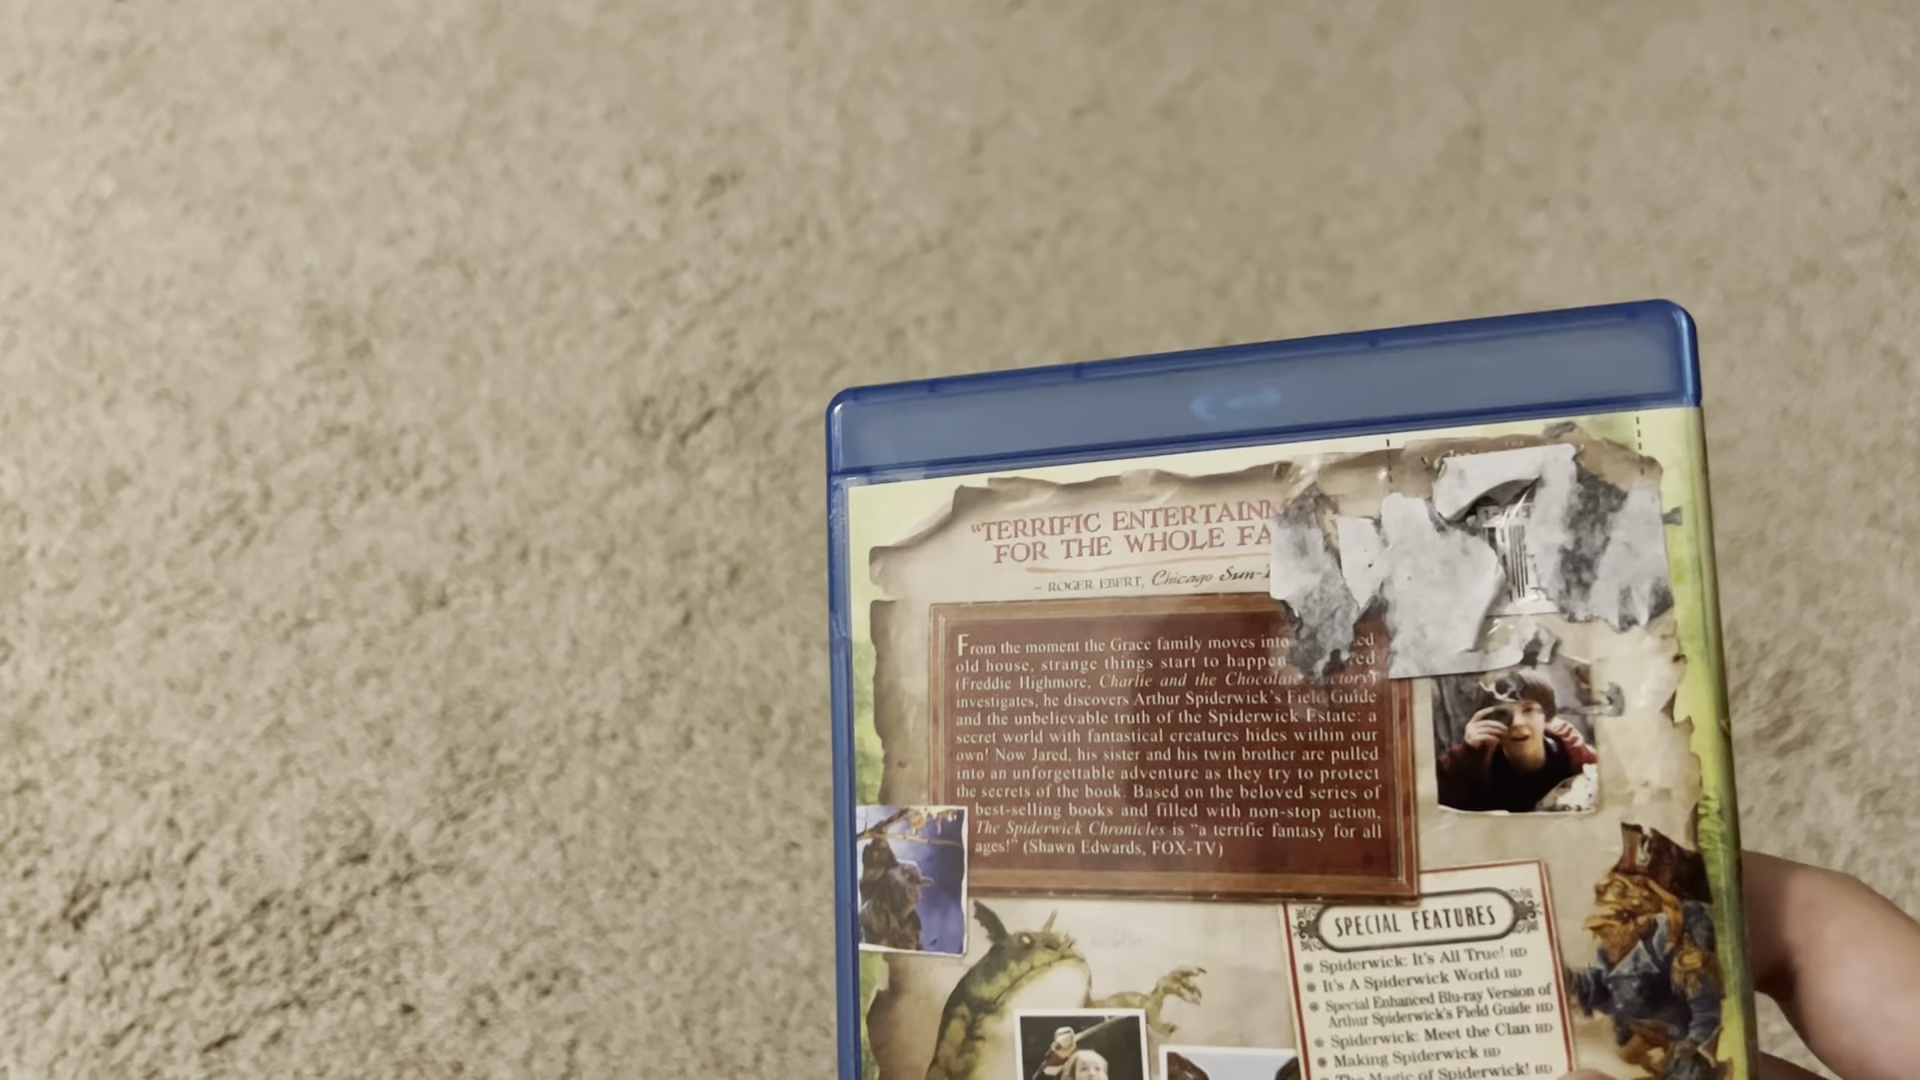 "TERRIFIC ENTERTAINM
FOR THE WHOLE FA
– ROGER EBERT, Chicago Sun-
From the moment the Grace family moves into
old house, strange things start to happen
(Freddie Highmore, Charlie and the Chocolate Factory)
investigates, he discovers Arthur Spiderwick's Field Guide
and the unbelievable truth of the Spiderwick Estate: a
secret world with fantastical creatures hides within our
own! Now Jared, his sister and his twin brother are pulled
into an unforgettable adventure as they try to protect
the secrets of the book. Based on the beloved series of
best-selling books and filled with non-stop action,
The Spiderwick Chronicles is "a terrific fantasy for all
ages!" (Shawn Edwards, FOX-TV)
SPECIAL FEATURES
Spiderwick: It's All True! HD
It's A Spiderwick World HD
Special Enhanced Blu-ray Version of
Arthur Spiderwick's Field Guide HD
Spiderwick: Meet the Clan HD
Making Spiderwick HD
The Magic of Spiderwick! HD